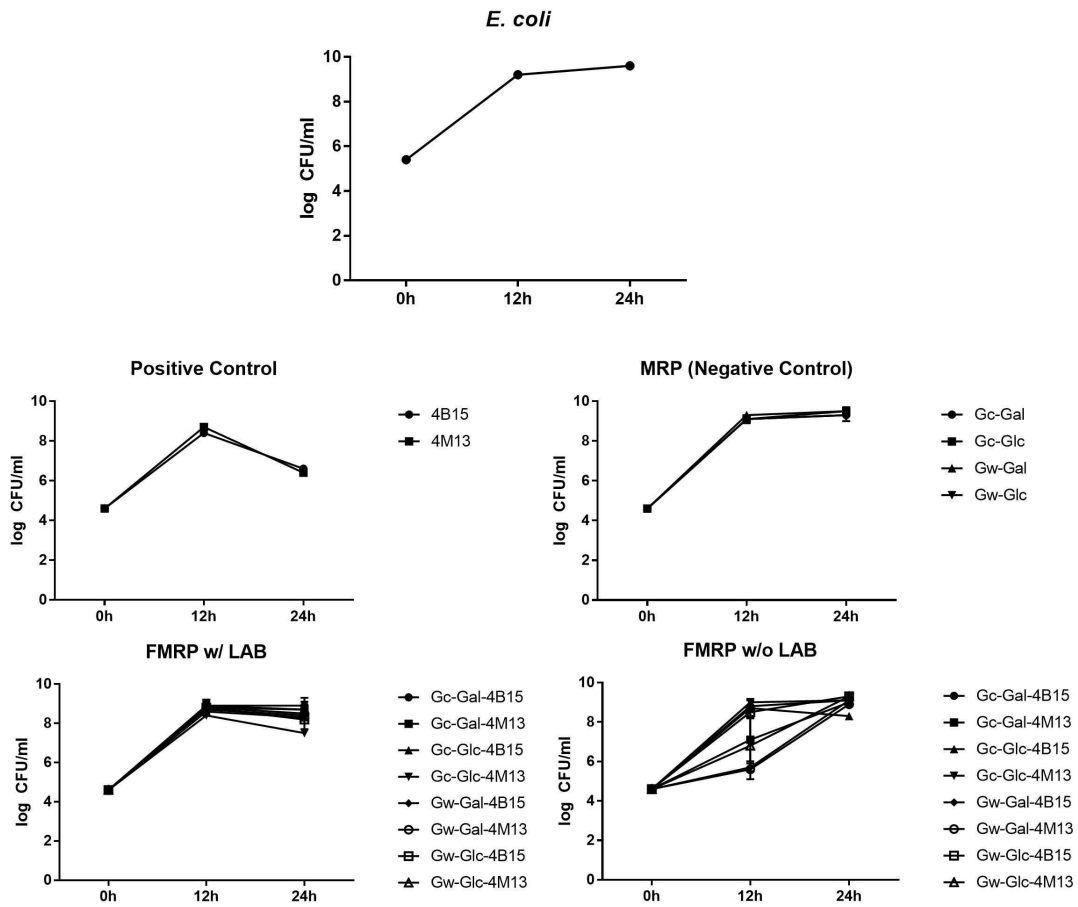 E. coli
log CFU/ml
10
8
6
4
2
0
0h 12h 24h
Positive Control
log CFU/ml
10
8
6
4
2
0
0h 12h 24h
4B15
4M13
MRP (Negative Control)
log CFU/ml
10
8
6
4
2
0
0h 12h 24h
Gc-Gal
Gc-Glc
Gw-Gal
Gw-Glc
FMRP w/ LAB
log CFU/ml
10
8
6
4
2
0
0h 12h 24h
Gc-Gal-4B15
Gc-Gal-4M13
Gc-Glc-4B15
Gc-Glc-4M13
Gw-Gal-4B15
Gw-Gal-4M13
Gw-Glc-4B15
Gw-Glc-4M13
FMRP w/o LAB
log CFU/ml
10
8
6
4
2
0
0h 12h 24h
Gc-Gal-4B15
Gc-Gal-4M13
Gc-Glc-4B15
Gc-Glc-4M13
Gw-Gal-4B15
Gw-Gal-4M13
Gw-Glc-4B15
Gw-Glc-4M13